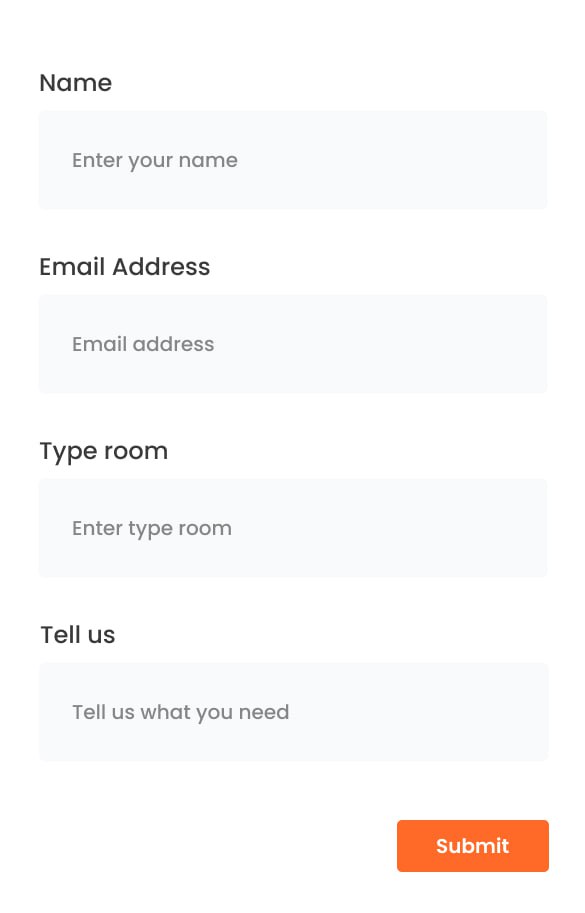 Name
Enter your name
Email Address
Email address
Type room
Enter type room
Tell us
Tell us what you need
Submit